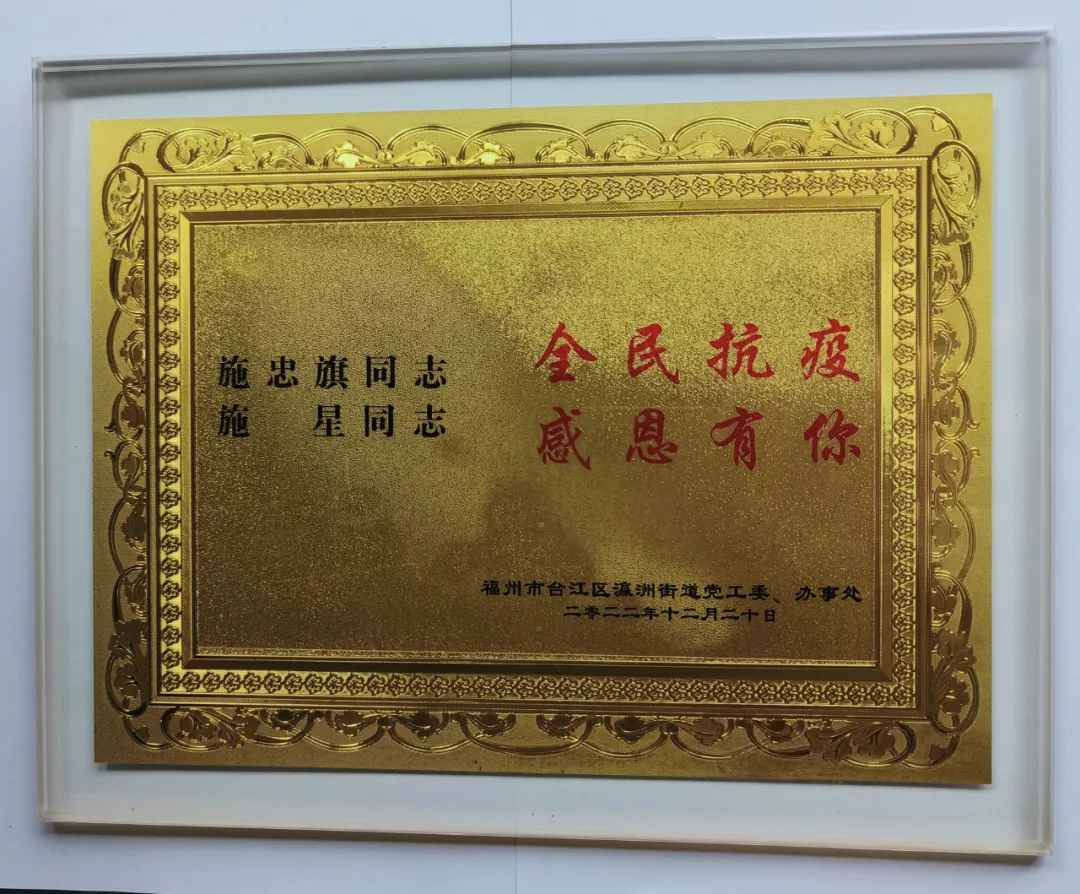 施忠旗同志
施 星同志
全民抗疫
感恩有你
福州市台江区瀛洲街道党工委、办事处
二零二二年十二月二十日